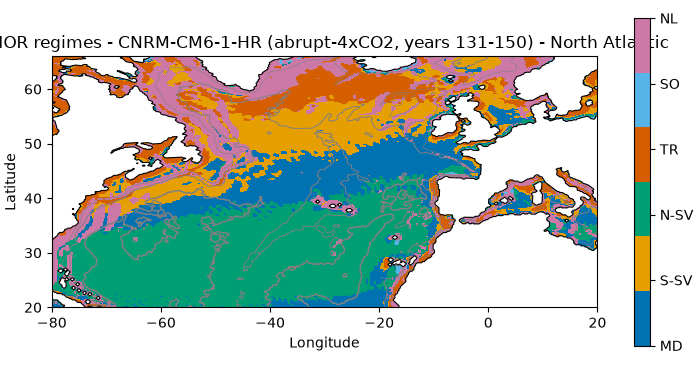 IOR regimes - CNRM-CM6-1-HR (abrupt-4xCO2, years 131-150) - North Atlantic
NL
SO
TR
N-SV
S-SV
MD
60
50
40
30
20
Latitude
−80
−60
−40
−20
0
20
Longitude